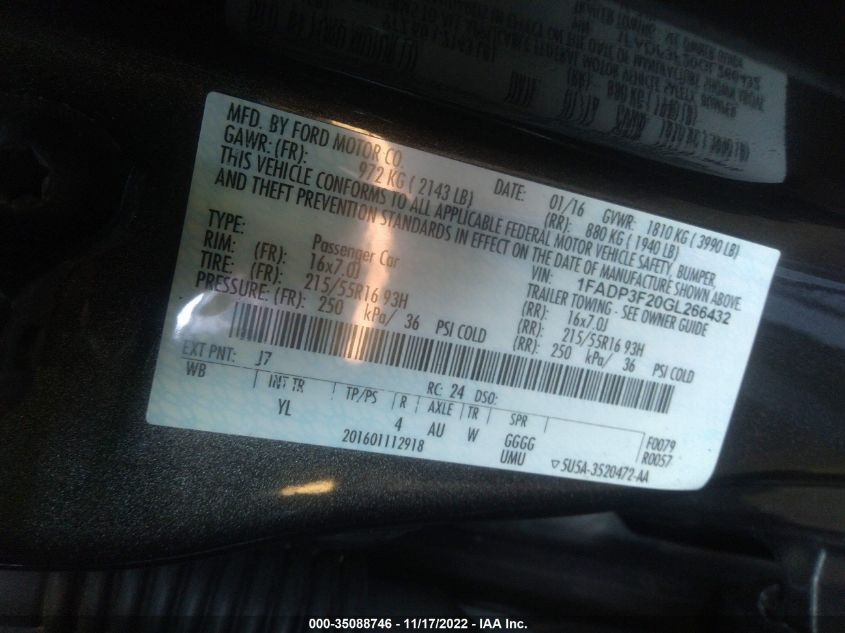 MFD. BY FORD MOTOR CO.
DATE: 01/16 GVWR: 1810 KG ( 3990 LB)
GAWR: (FR): 972 KG ( 2143 LB) (RR): 880 KG ( 1940 LB)
THIS VEHICLE CONFORMS TO ALL APPLICABLE FEDERAL MOTOR VEHICLE SAFETY, BUMPER,
AND THEFT PREVENTION STANDARDS IN EFFECT ON THE DATE OF MANUFACTURE SHOWN ABOVE
VIN: 1FADP3F20GL266432
TYPE: Passenger Car TRAILER TOWING - SEE OWNER GUIDE
RIM: (FR): 16x7.0J (RR): 16x7.0J
TIRE: (FR): 215/55R16 93H (RR): 215/55R16 93H
PRESSURE: (FR): 250 kPa/ 36 PSI COLD (RR): 250 kPa/ 36 PSI COLD
EXT PNT: J7 RC: 24 DSO:
WB INT TR TP/PS R AXLE TR SPR
YL 4 AU W GGGG F0079
UMU R0057
201601112918 ▽ 5U5A-3520472-AA
000-35088746 - 11/17/2022 - IAA Inc.